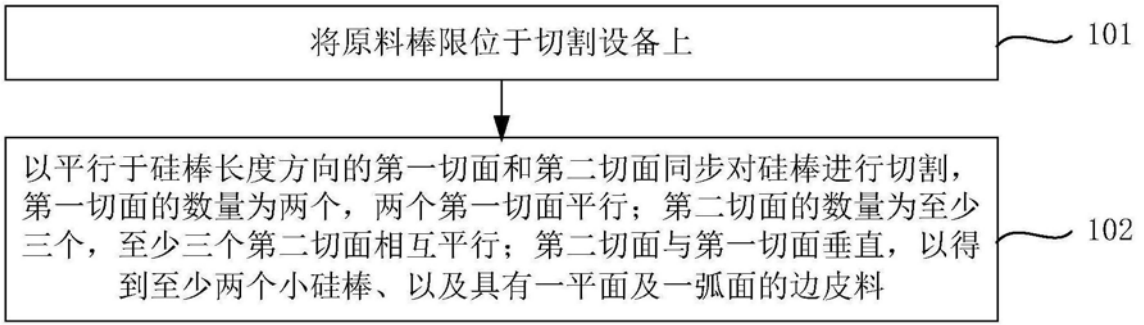 将原料棒限位于切割设备上
101
以平行于硅棒长度方向的第一切面和第二切面同步对硅棒进行切割，
第一切面的数量为两个，两个第一切面平行；第二切面的数量为至少
三个，至少三个第二切面相互平行；第二切面与第一切面垂直，以得
到至少两个小硅棒、以及具有一平面及一弧面的边皮料
102